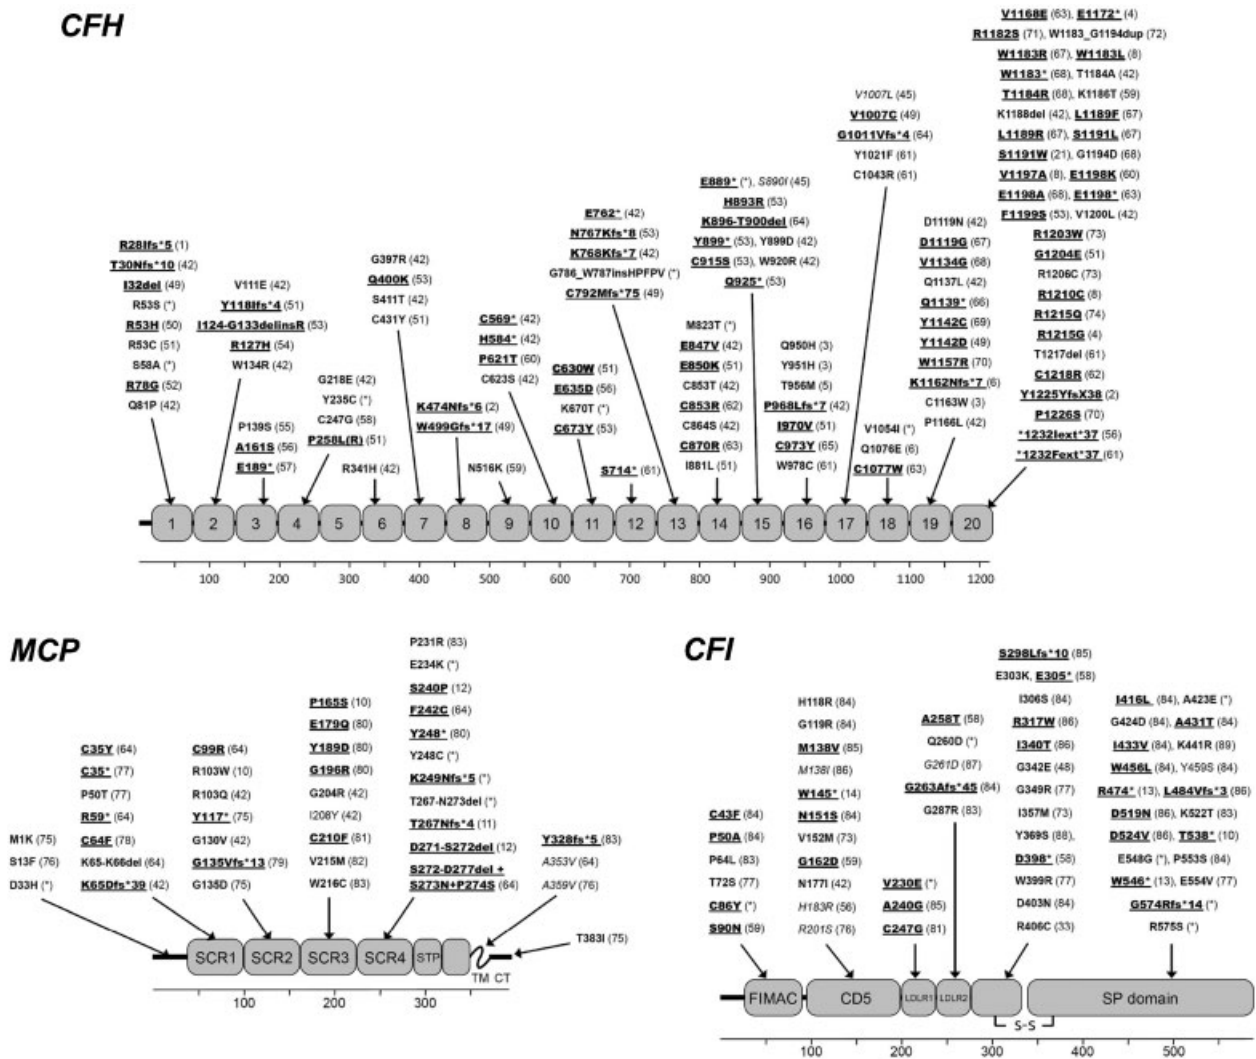 CFH
R28Ifs*5 (1)
T30Nfs*10 (42)
I32del (49)
R53S (*)
R53H (50)
R53C (51)
S58A (*)
R78G (52)
Q81P (42)
V111E (42)
Y118Ifs*4 (51)
I124-G133delinsR (53)
R127H (54)
W134R (42)
P139S (55)
A161S (56)
E189* (57)
G218E (42)
Y235C (*)
C247G (58)
P258L(R) (51)
R341H (42)
G397R (42)
Q400K (53)
S411T (42)
C431Y (51)
K474Nfs*6 (2)
W499Gfs*17 (49)
N516K (59)
C569* (42)
H584* (42)
P621T (60)
C623S (42)
C630W (51)
E635D (56)
K670T (*)
C673Y (53)
S714* (61)
E762* (42)
N767Kfs*8 (53)
K768Kfs*7 (42)
G786_W787insHPFPV (*)
C792Mfs*75 (49)
M823T (*)
E847V (42)
E850K (51)
C853T (42)
C853R (62)
C864S (42)
C870R (63)
I881L (51)
E889* (*), S890I (45)
H893R (53)
K896-T900del (64)
Y899* (53), Y899D (42)
C915S (53), W920R (42)
Q925* (53)
Q950H (3)
Y951H (3)
T956M (5)
P968Lfs*7 (42)
I970V (51)
C973Y (65)
W978C (61)
V1007L (45)
V1007C (49)
G1011Vfs*4 (64)
Y1021F (61)
C1043R (61)
V1054I (*)
Q1076E (6)
C1077W (63)
D1119N (42)
D1119G (67)
V1134G (68)
Q1137L (42)
Q1139* (66)
Y1142C (69)
Y1142D (49)
W1157R (70)
K1162Nfs*7 (6)
C1163W (3)
P1166L (42)
V1168E (63), E1172* (4)
R1182S (71), W1183_G1194dup (72)
W1183R (67), W1183L (8)
W1183* (68), T1184A (42)
T1184R (68), K1186T (59)
K1188del (42), L1189F (67)
L1189R (67), S1191L (67)
S1191W (21), G1194D (68)
V1197A (8), E1198K (60)
E1198A (68), E1198* (63)
F1199S (53), V1200L (42)
R1203W (73)
G1204E (51)
R1206C (73)
R1210C (8)
R1215Q (74)
R1215G (4)
T1217del (61)
C1218R (62)
Y1225YfsX38 (2)
P1226S (70)
*1232Iext*37 (56)
*1232Fext*37 (61)
1 2 3 4 5 6 7 8 9 10 11 12 13 14 15 16 17 18 19 20
100 200 300 400 500 600 700 800 900 1000 1100 1200
MCP
M1K (75)
S13F (76)
D33H (*)
C35Y (64)
C35* (77)
P50T (77)
R59* (64)
C64F (78)
K65-K66del (64)
K65Dfs*39 (42)
C99R (64)
R103W (10)
R103Q (42)
Y117* (75)
G130V (42)
G135Vfs*13 (79)
G135D (75)
P165S (10)
E179Q (80)
Y189D (80)
G196R (80)
G204R (42)
I208Y (42)
C210F (81)
V215M (82)
W216C (83)
P231R (83)
E234K (*)
S240P (12)
F242C (64)
Y248* (80)
Y248C (*)
K249Nfs*5 (*)
T267-N273del (*)
T267Nfs*4 (11)
D271-S272del (12)
S272-D277del +
S273N+P274S (64)
Y328fs*5 (83)
A353V (64)
A359V (76)
T383I (75)
SCR1 SCR2 SCR3 SCR4 STP
TM CT
100 200 300
CFI
C43F (84)
P50A (84)
P64L (83)
T72S (77)
C86Y (*)
S90N (59)
H118R (84)
G119R (84)
M138V (85)
M138I (86)
W145* (14)
N151S (84)
V152M (73)
G162D (59)
N177I (42)
H183R (56)
R201S (76)
V230E (*)
A240G (85)
C247G (81)
A258T (58)
Q260D (*)
G261D (87)
G263Afs*45 (84)
G287R (83)
S298Lfs*10 (85)
E303K, E305* (58)
I306S (84)
R317W (86)
I340T (86)
G342E (48)
G349R (77)
I357M (73)
Y369S (88)
D398* (58)
W399R (77)
D403N (84)
R406C (33)
I416L (84), A423E (*)
G424D (84), A431T (84)
I433V (84), K441R (89)
W456L (84), Y459S (84)
R474* (13), L484Vfs*3 (86)
D519N (86), K522T (83)
D524V (86), T538* (10)
E548G (*), P553S (84)
W546* (13), E554V (77)
G574Rfs*14 (*)
R575S (*)
FIMAC CD5 LDLR1 LDLR2 SP domain
S-S
100 200 300 400 500